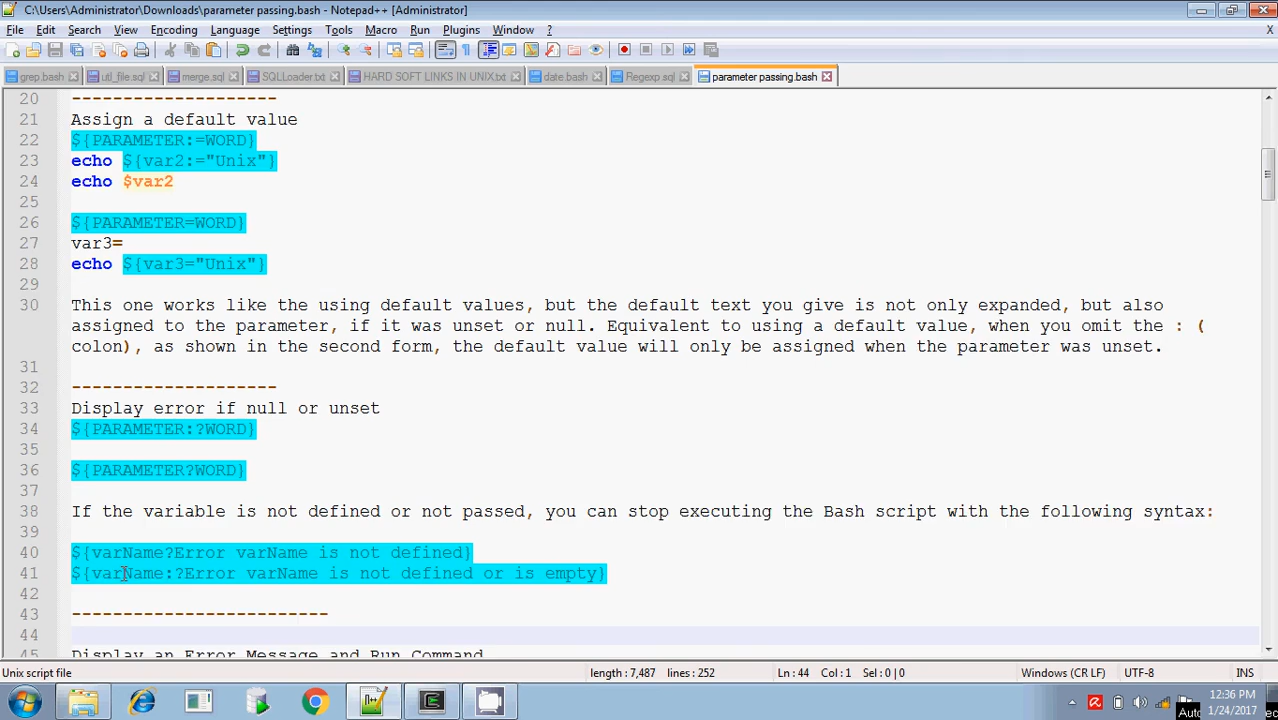 C:\Users\Administrator\Downloads\parameter passing.bash - Notepad++ [Administrator]
File Edit Search View Encoding Language Settings Tools Macro Run Plugins Window ? X
grep.bash utl_file.sql merge.sql SQLLoader.txt HARD SOFT LINKS IN UNIX.txt date.bash Regexp.sql parameter passing.bash
20 --------------------
21 Assign a default value
22 ${PARAMETER:=WORD}
23 echo ${var2:="Unix"}
24 echo $var2
25
26 ${PARAMETER=WORD}
27 var3=
28 echo ${var3="Unix"}
29
30 This one works like the using default values, but the default text you give is not only expanded, but also
assigned to the parameter, if it was unset or null. Equivalent to using a default value, when you omit the : (
colon), as shown in the second form, the default value will only be assigned when the parameter was unset.
31
32 --------------------
33 Display error if null or unset
34 ${PARAMETER:?WORD}
35
36 ${PARAMETER?WORD}
37
38 If the variable is not defined or not passed, you can stop executing the Bash script with the following syntax:
39
40 ${varName?Error varName is not defined}
41 ${varName:?Error varName is not defined or is empty}
42
43 -------------------------
44
45 Display an Error Message and Run Command
Unix script file length : 7,487 lines : 252 Ln : 44 Col : 1 Sel : 0 | 0 Windows (CR LF) UTF-8 INS
12:36 PM
1/24/2017